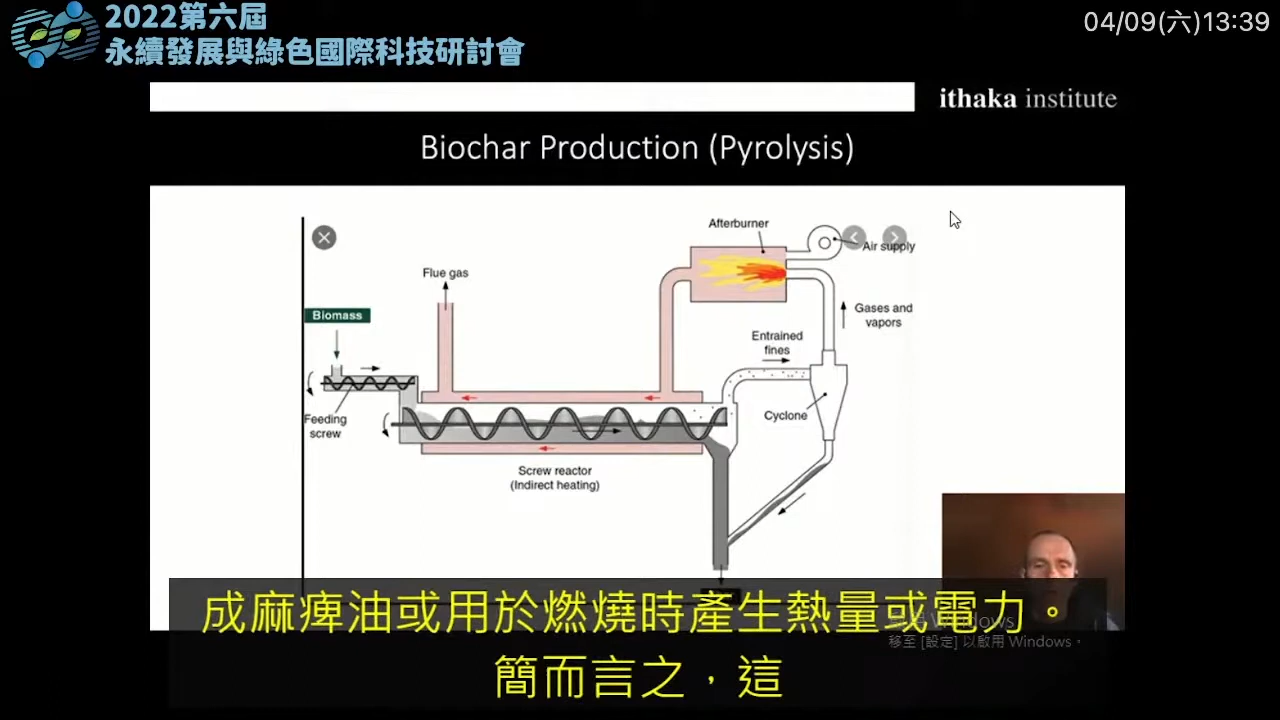 2022第六屆
永續發展與綠色國際科技研討會
04/09(六)13:39
ithaka institute
Biochar Production (Pyrolysis)
Afterburner
Air supply
Flue gas
Gases and
vapors
Biomass
Entrained
fines
Feeding
screw
Cyclone
Screw reactor
(Indirect heating)
成麻痺油或用於燃燒時產生熱量或電力。
簡而言之，這
Windows
移至 [設定] 以啟用 Windows。